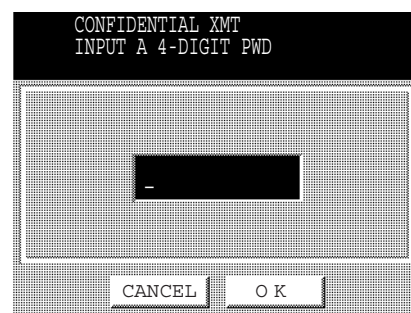 CONFIDENTIAL XMT
INPUT A 4-DIGIT PWD
_
CANCEL O K